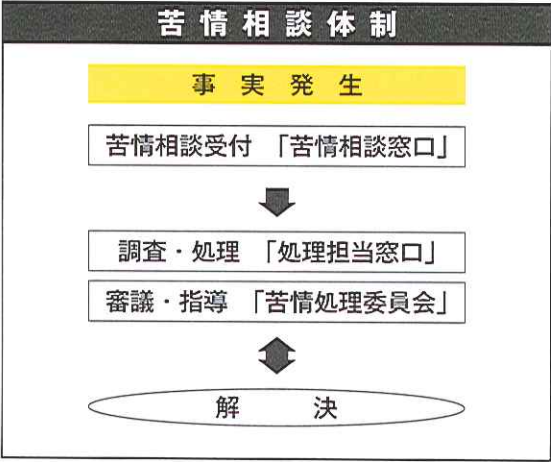 苦情相談体制
事実発生
苦情相談受付 「苦情相談窓口」
調査・処理 「処理担当窓口」
審議・指導 「苦情処理委員会」
解決